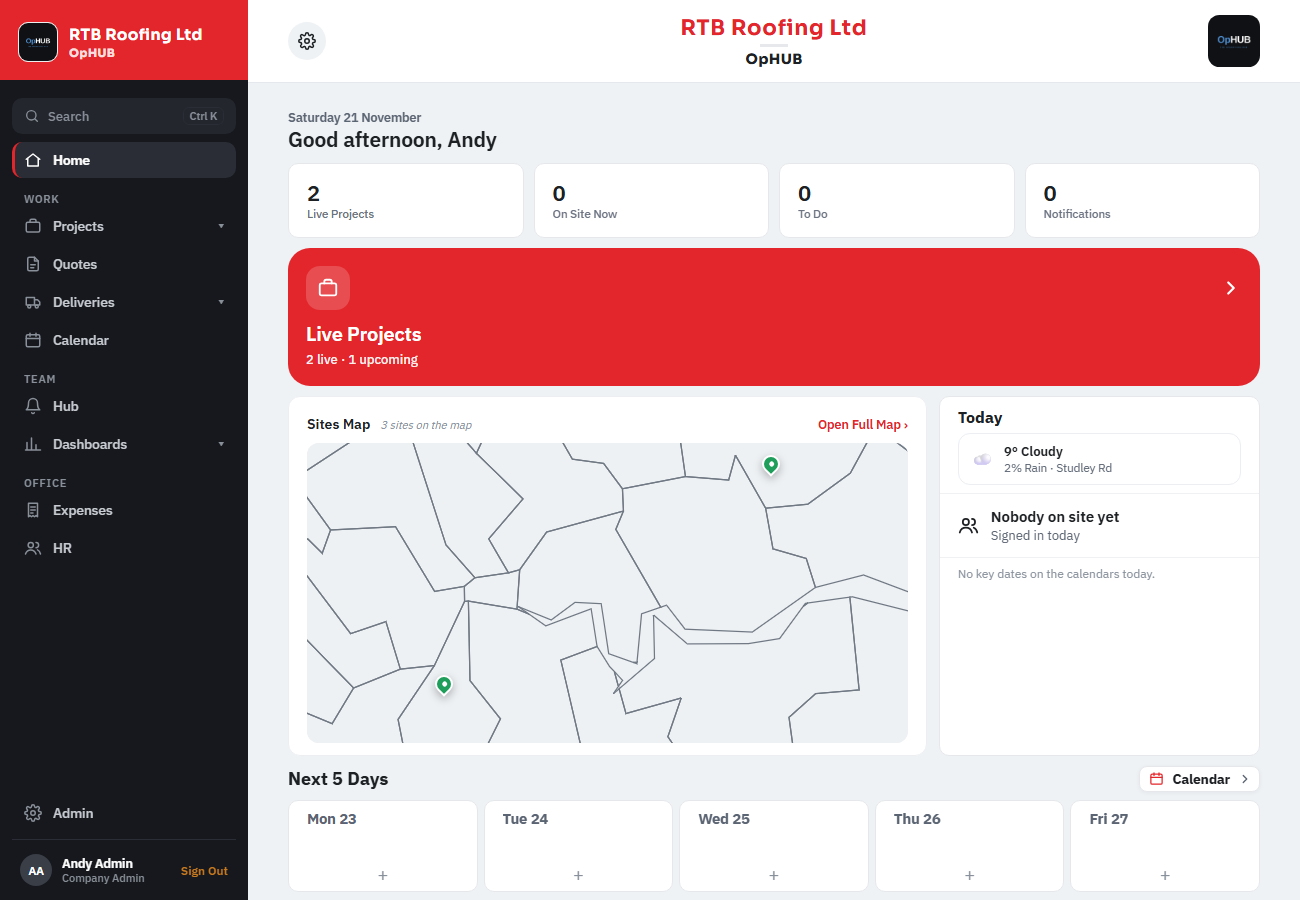 OpHUB
RTB Roofing Ltd
OpHUB
Search
Ctrl K
Home
WORK
Projects
Quotes
Deliveries
Calendar
TEAM
Hub
Dashboards
OFFICE
Expenses
HR
Admin
AA
Andy Admin
Company Admin
Sign Out
RTB Roofing Ltd
OpHUB
OpHUB
Saturday 21 November
Good afternoon, Andy
2
Live Projects
0
On Site Now
0
To Do
0
Notifications
Live Projects
2 live · 1 upcoming
Sites Map
3 sites on the map
Open Full Map ›
Today
9° Cloudy
2% Rain · Studley Rd
Nobody on site yet
Signed in today
No key dates on the calendars today.
Next 5 Days
Calendar
Mon 23
+
Tue 24
+
Wed 25
+
Thu 26
+
Fri 27
+